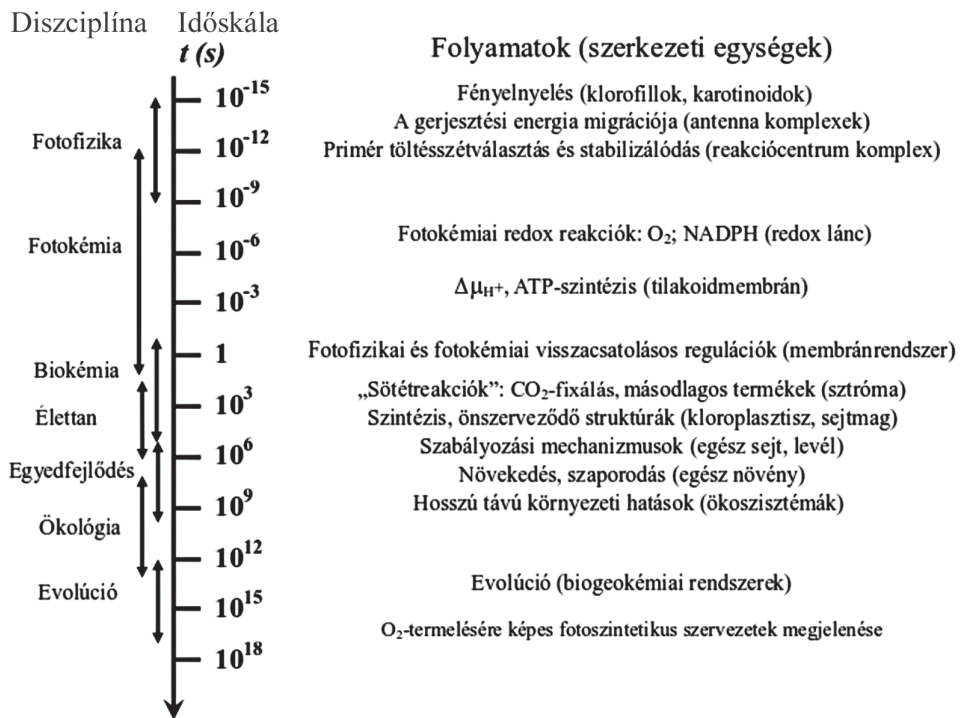 Diszciplína Időskála
t (s)
Folyamatok (szerkezeti egységek)
10⁻¹⁵
Fényelnyelés (klorofillok, karotinoidok)
A gerjesztési energia migrációja (antenna komplexek)
Fotofizika
10⁻¹²
Primér töltésszétválasztás és stabilizálódás (reakciócentrum komplex)
10⁻⁹
Fotokémia
Fotokémiai redox reakciók: O₂; NADPH (redox lánc)
10⁻⁶
ΔμH⁺, ATP-szintézis (tilakoidmembrán)
10⁻³
1
Fotofizikai és fotokémiai visszacsatolásos regulációk (membránrendszer)
Biokémia
„Sötétreakciók”: CO₂-fixálás, másodlagos termékek (sztróma)
10³
Élettan
Szintézis, önszerveződő struktúrák (kloroplasztisz, sejtmag)
Szabályozási mechanizmusok (egész sejt, levél)
10⁶
Egyedfejlődés
Növekedés, szaporodás (egész növény)
10⁹
Hosszú távú környezeti hatások (ökoszisztémák)
Ökológia
10¹²
Evolúció
Evolúció (biogeokémiai rendszerek)
10¹⁵
O₂-termelésére képes fotoszintetikus szervezetek megjelenése
10¹⁸